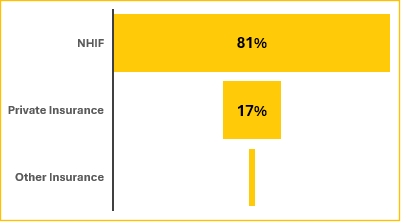 NHIF
81%
Private Insurance
17%
Other Insurance